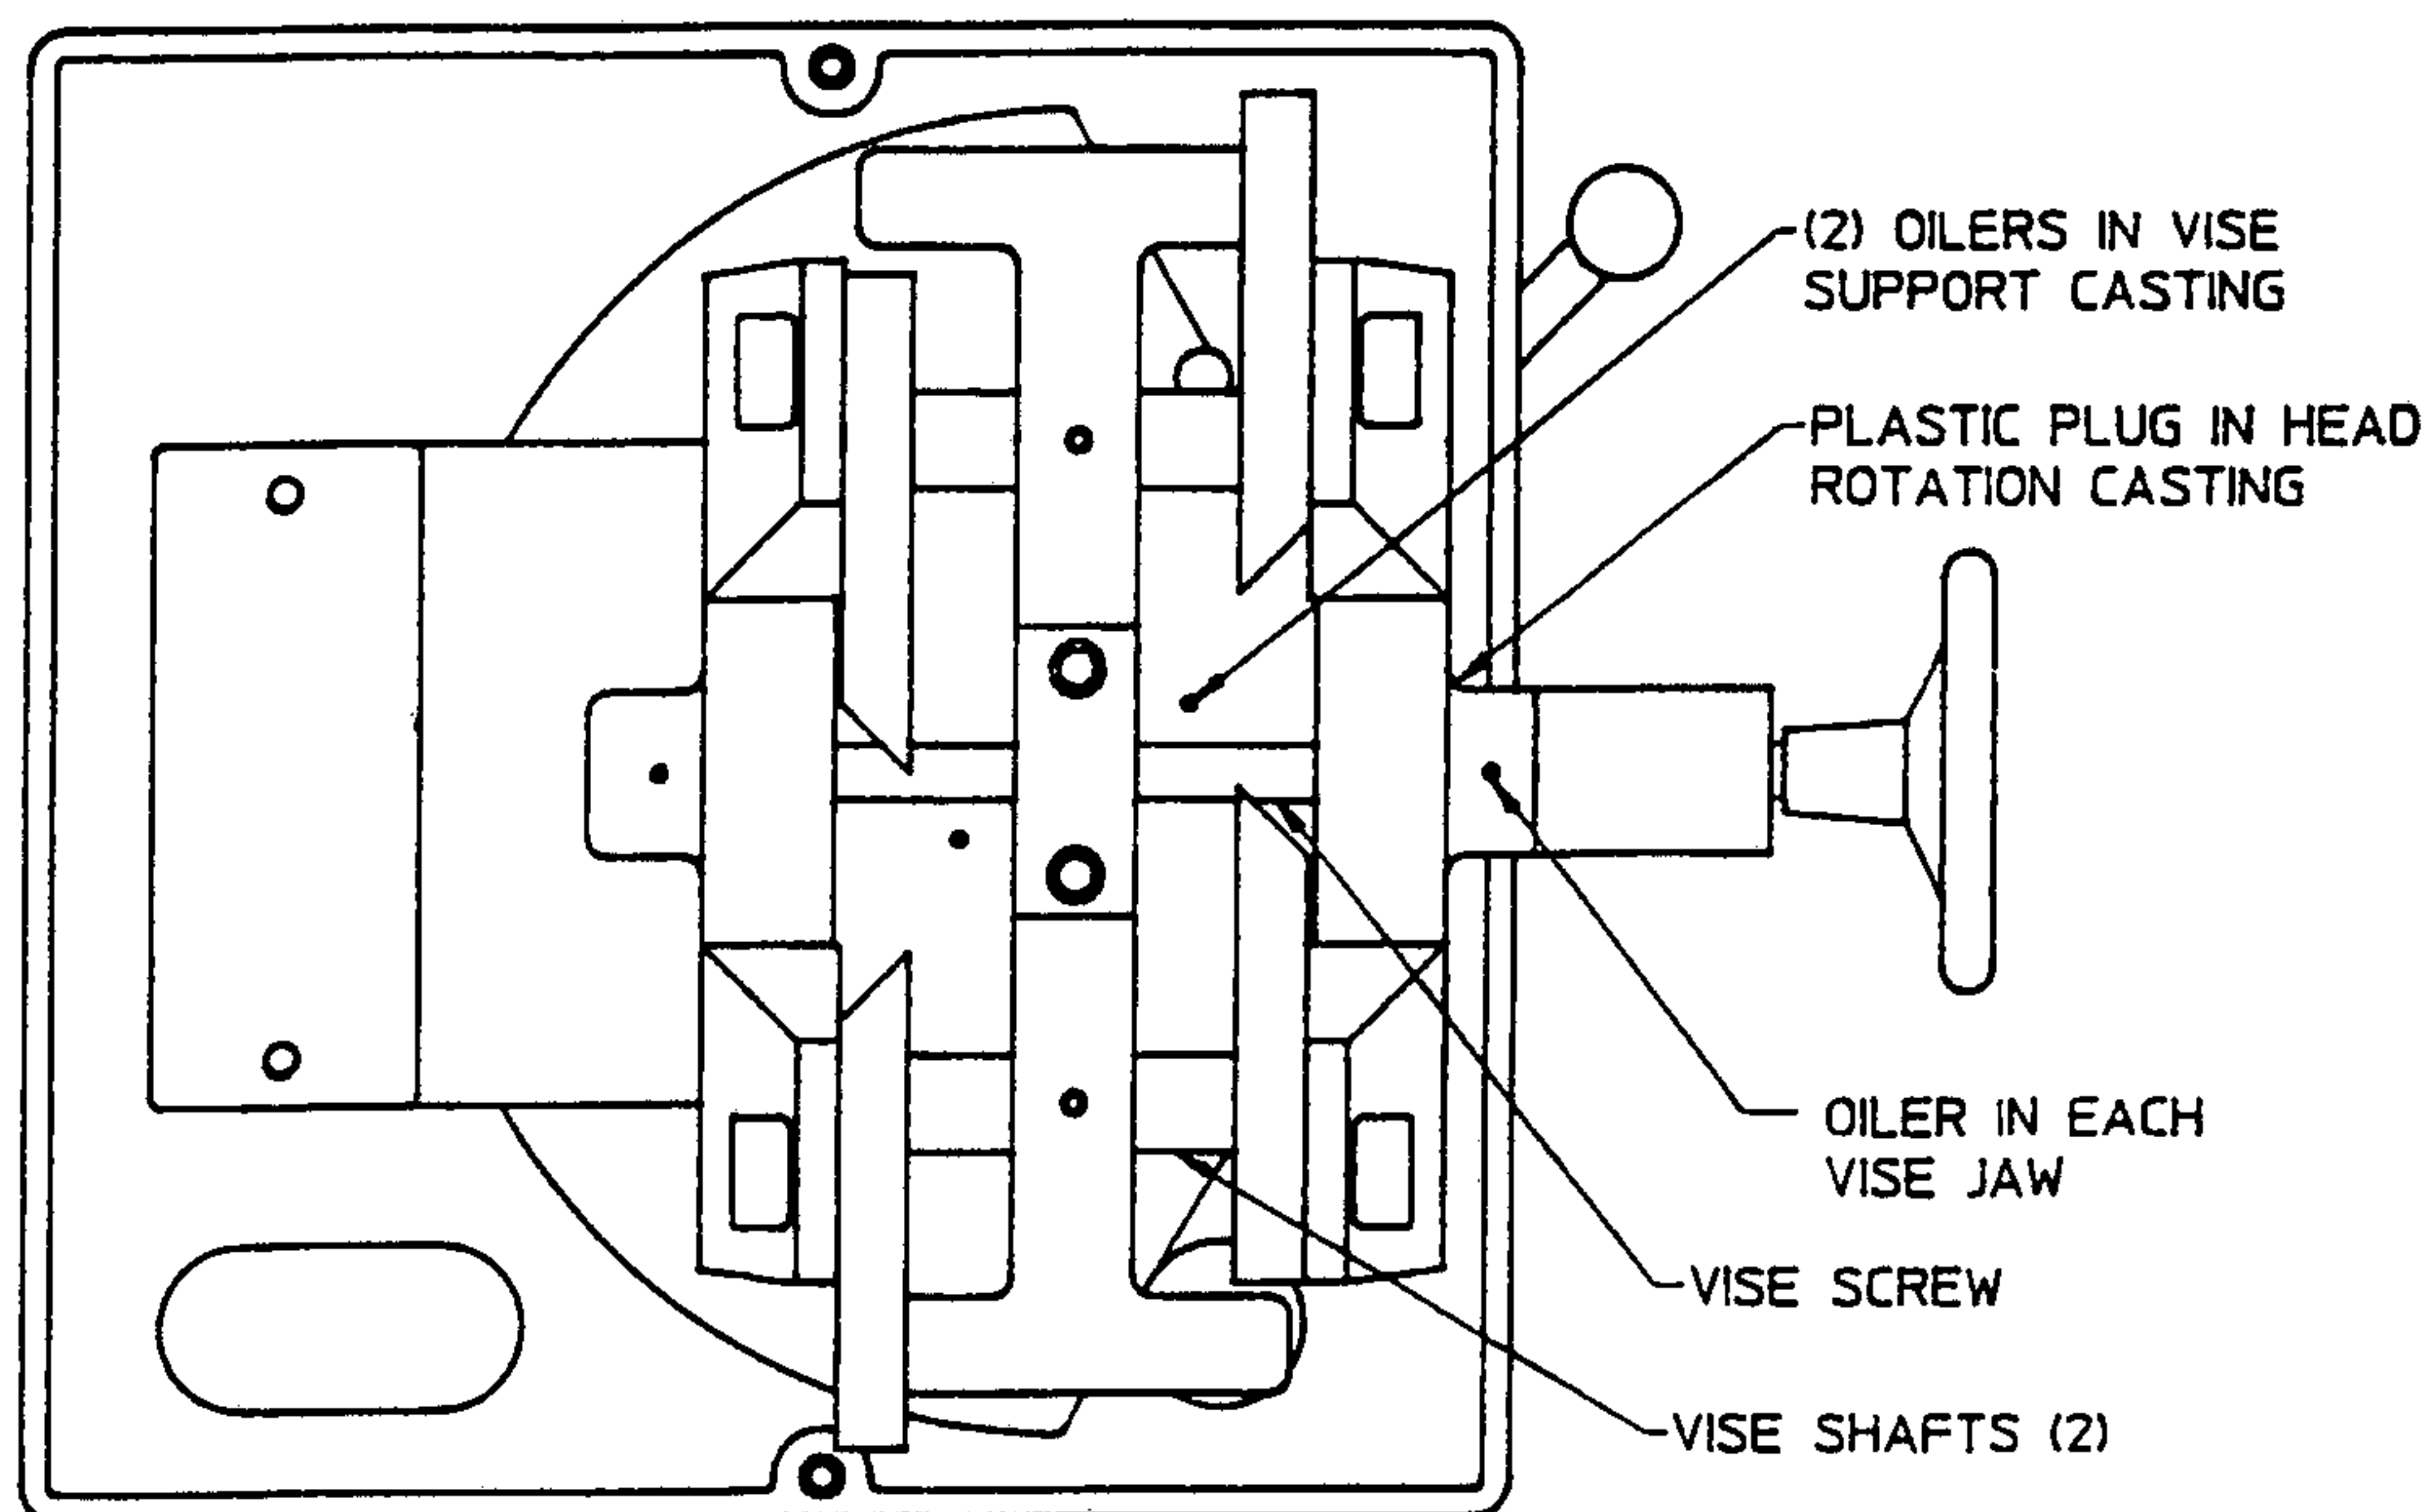 (2) OILERS IN VISE
SUPPORT CASTING
PLASTIC PLUG IN HEAD
ROTATION CASTING
OILER IN EACH
VISE JAW
VISE SCREW
VISE SHAFTS (2)